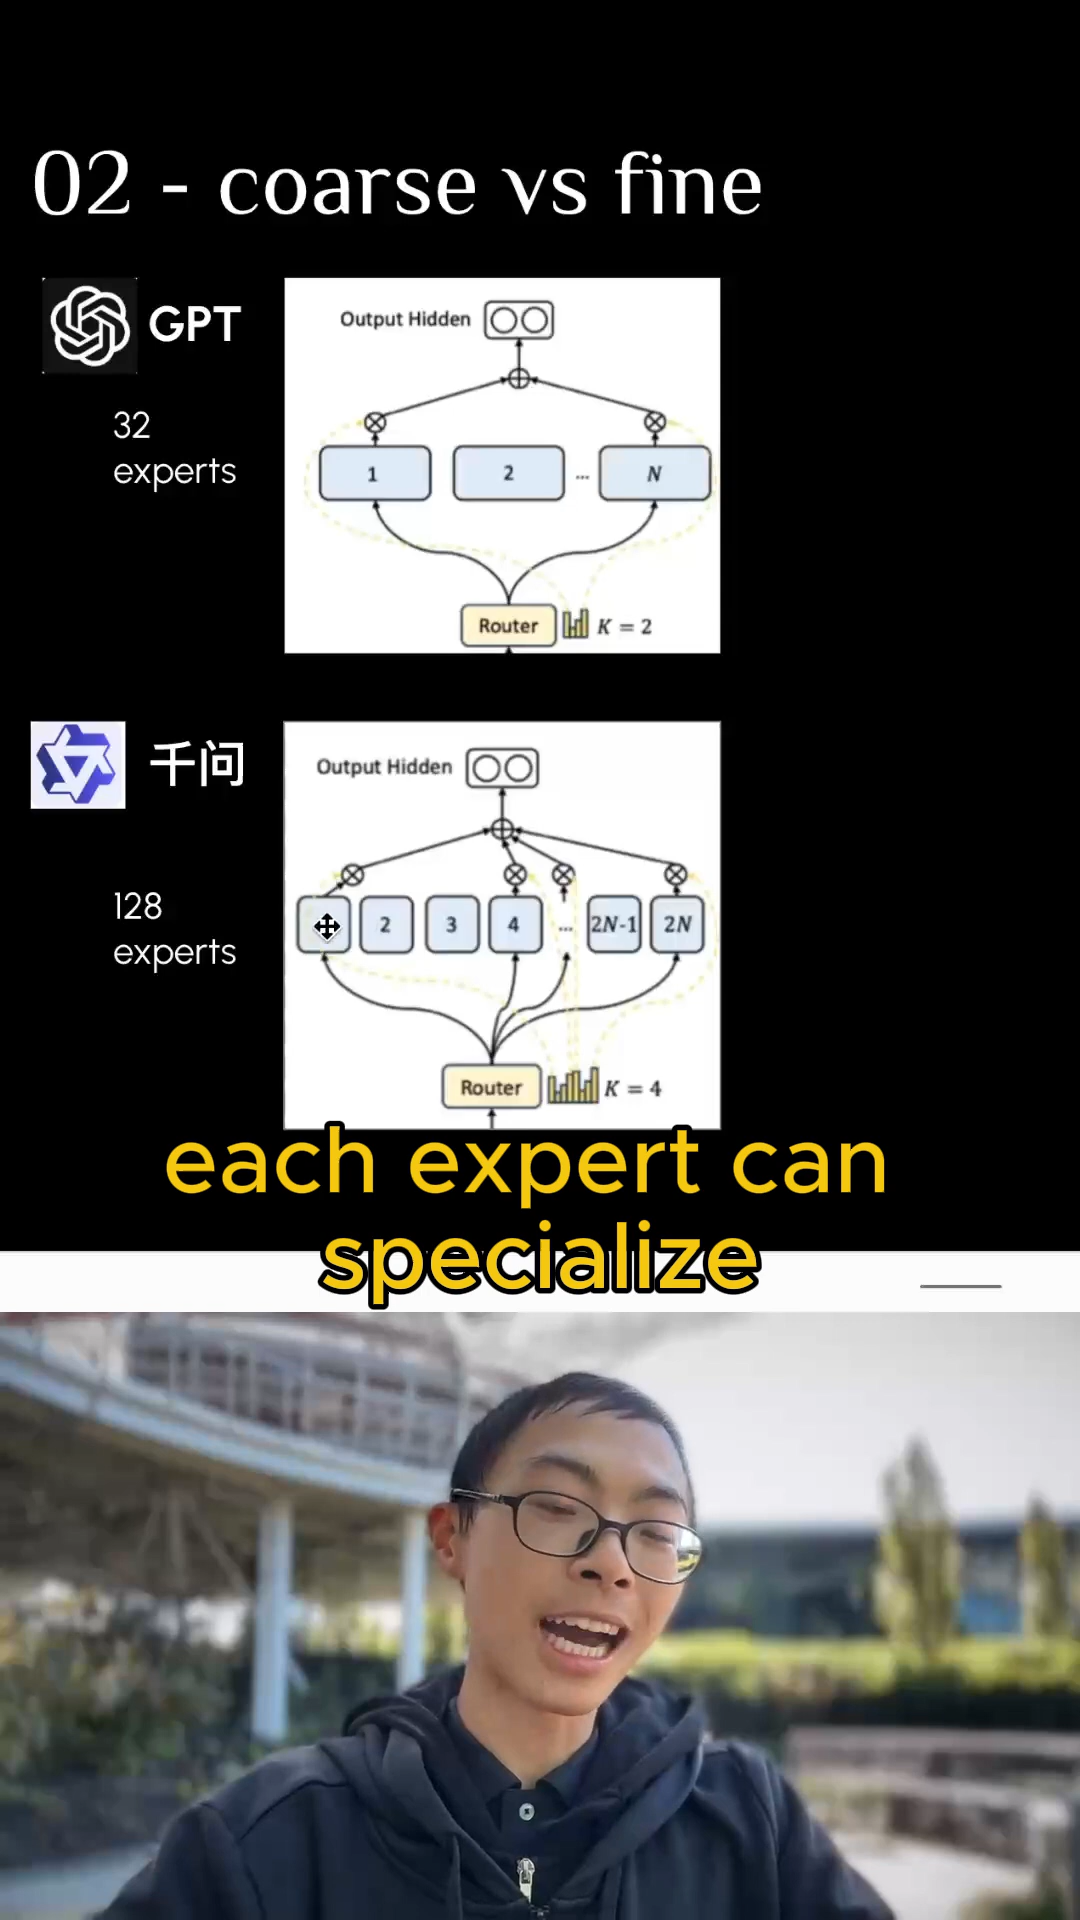 02 - coarse vs fine
GPT
32
experts
Output Hidden
1
2
...
N
Router
K = 2
千问
128
experts
Output Hidden
2
3
4
...
2N-1
2N
Router
K = 4
each expert can
specialize